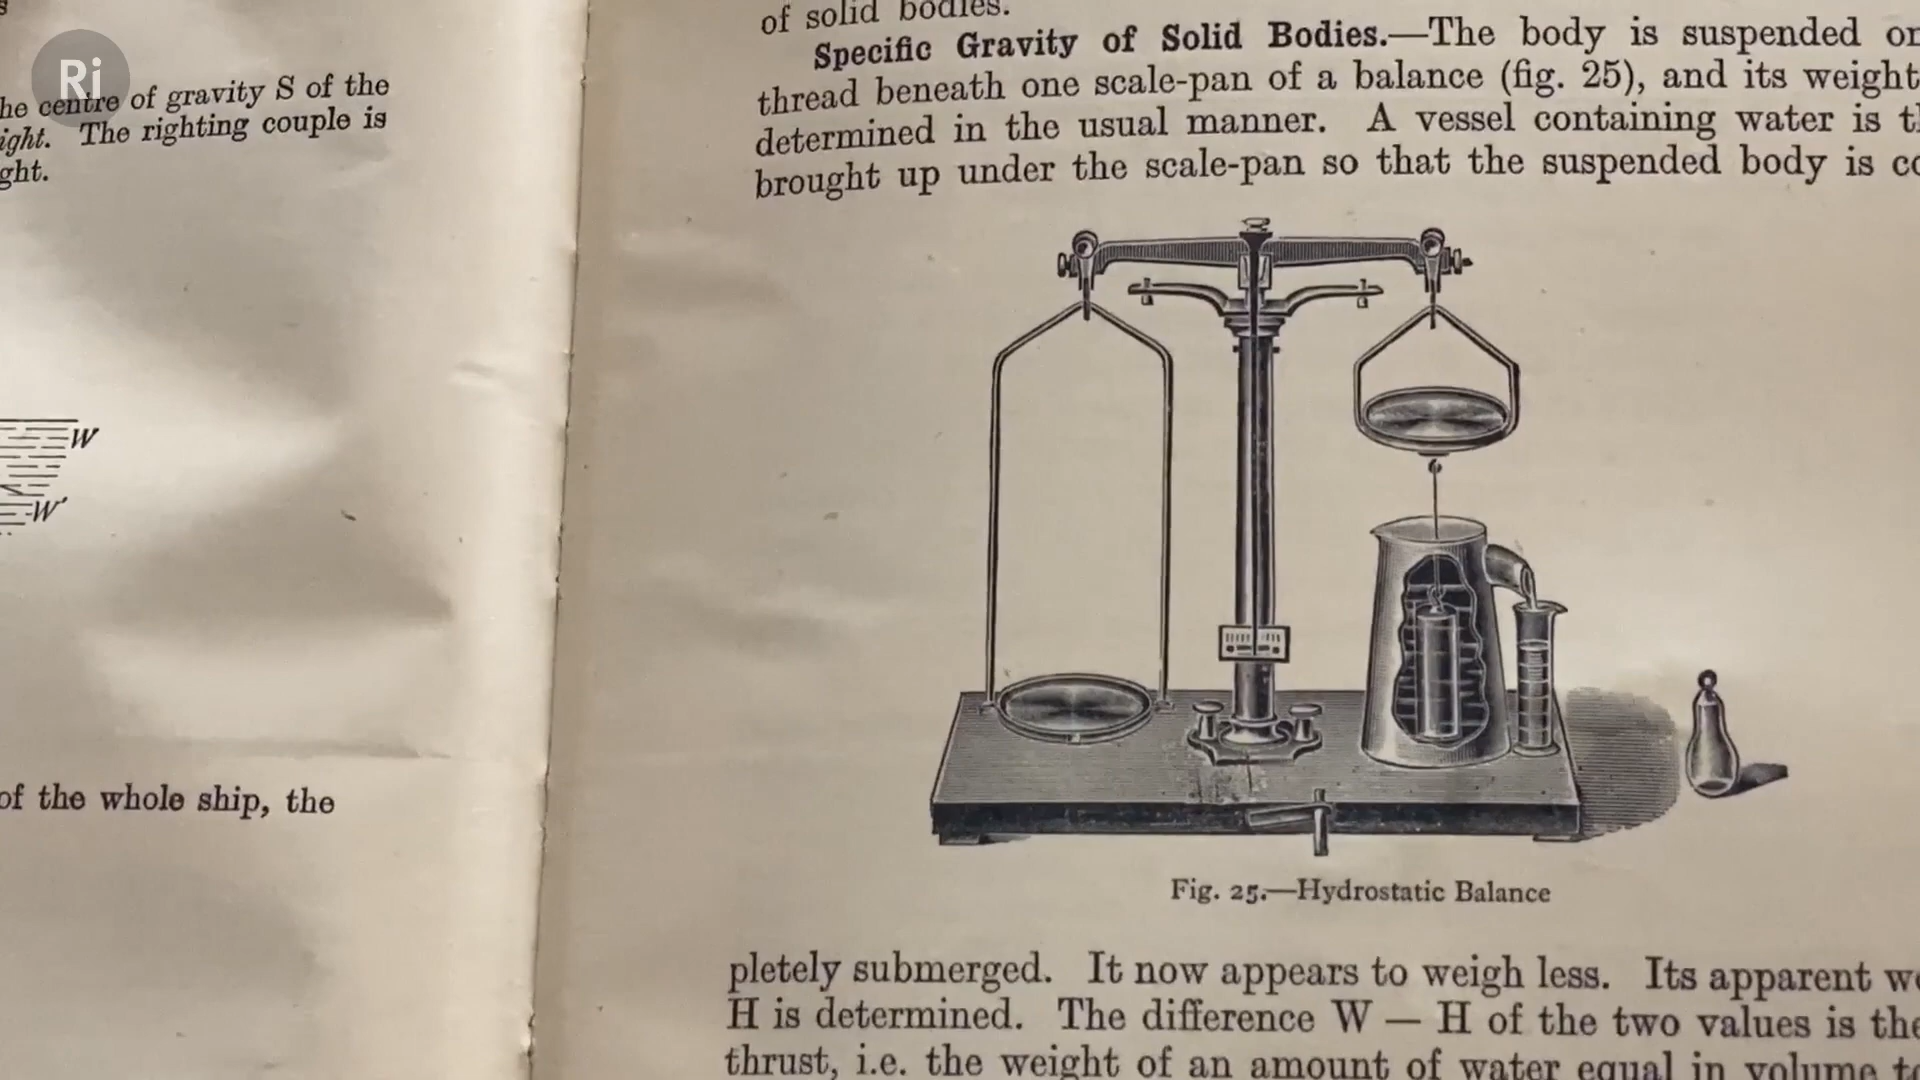 Ri
he centre of gravity S of the
ight. The righting couple is
ght.
W
W'
of the whole ship, the
of solid bodies.
Specific Gravity of Solid Bodies.—The body is suspended
thread beneath one scale-pan of a balance (fig. 25), and its weight
determined in the usual manner. A vessel containing water is
brought up under the scale-pan so that the suspended body is
Fig. 25.—Hydrostatic Balance
pletely submerged. It now appears to weigh less. Its apparent
H is determined. The difference W — H of the two values is the
thrust, i.e. the weight of an amount of water equal in volume